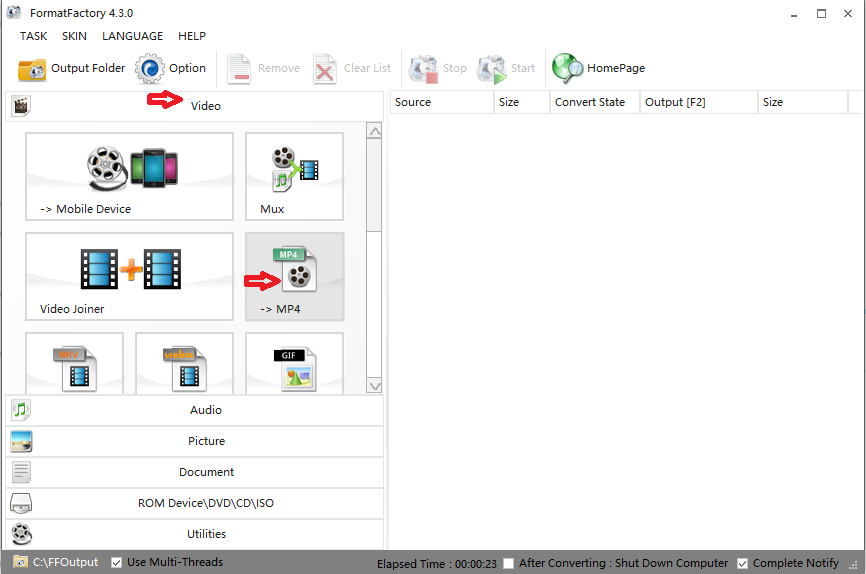 FormatFactory 4.3.0
TASK SKIN LANGUAGE HELP
Output Folder Option Remove Clear List Stop Start HomePage
Video
Source Size Convert State Output [F2] Size
-> Mobile Device Mux
MP4
Video Joiner -> MP4
MKV webm GIF
Audio
Picture
Document
ROM Device\DVD\CD\ISO
Utilities
C:\FFOutput Use Multi-Threads Elapsed Time : 00:00:23 After Converting : Shut Down Computer Complete Notify